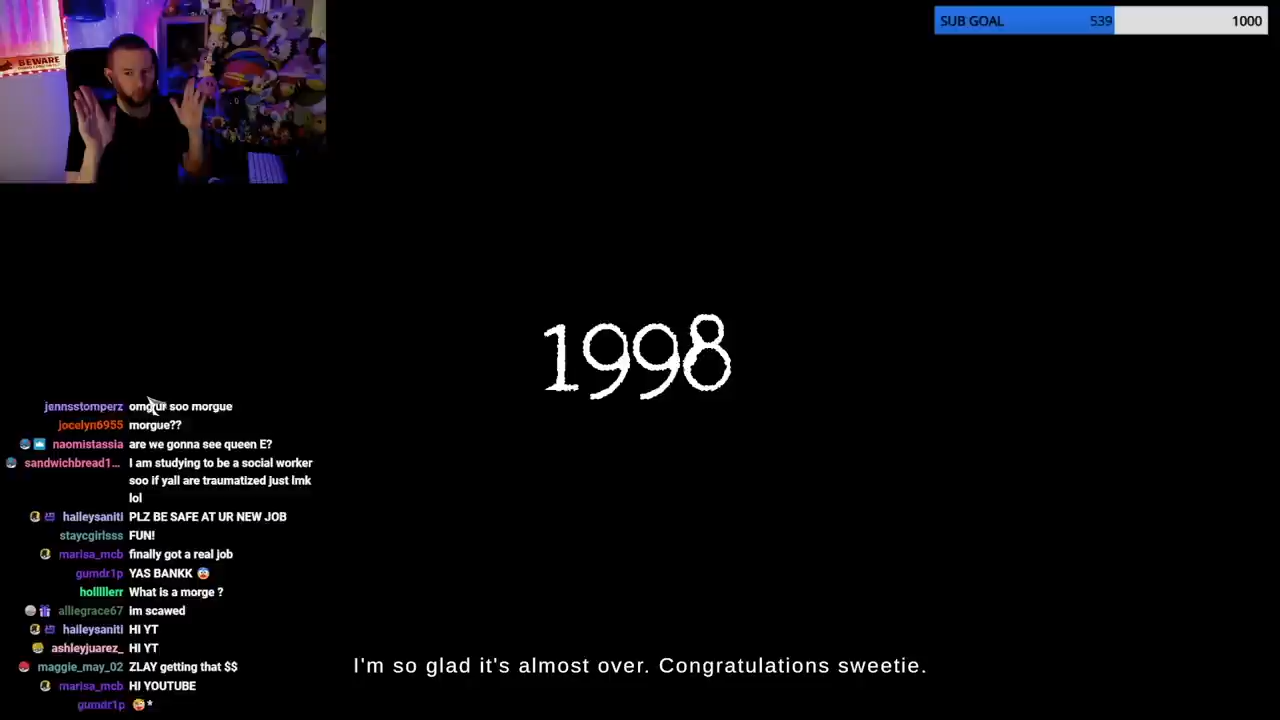 BEWARE
SUB GOAL 539 1000
1998
jennsstomperz omg ur soo morgue
jocelyn6955 morgue??
naomistassia are we gonna see queen E?
sandwichbread1... I am studying to be a social worker
soo if yall are traumatized just lmk
lol
haileysaniti PLZ BE SAFE AT UR NEW JOB
staycgirlsss FUN!
marisa_mcb finally got a real job
gumdr1p YAS BANKK 😨
hollllerr What is a morge ?
alliegrace67 im scawed
haileysaniti HI YT
ashleyjuarez_ HI YT
maggie_may_02 ZLAY getting that $$
marisa_mcb HI YOUTUBE
gumdr1p 🤪*
I'm so glad it's almost over. Congratulations sweetie.